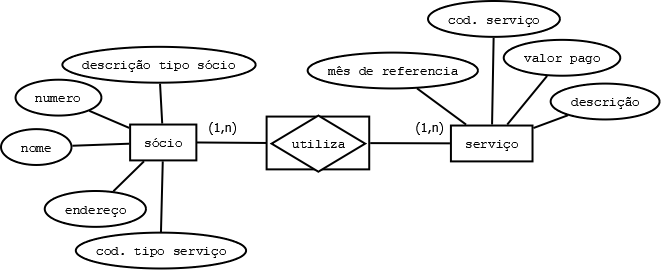 cod. serviço
descrição tipo sócio
mês de referencia
valor pago
numero
descrição
(1,n)
(1,n)
nome
sócio
utiliza
serviço
endereço
cod. tipo serviço